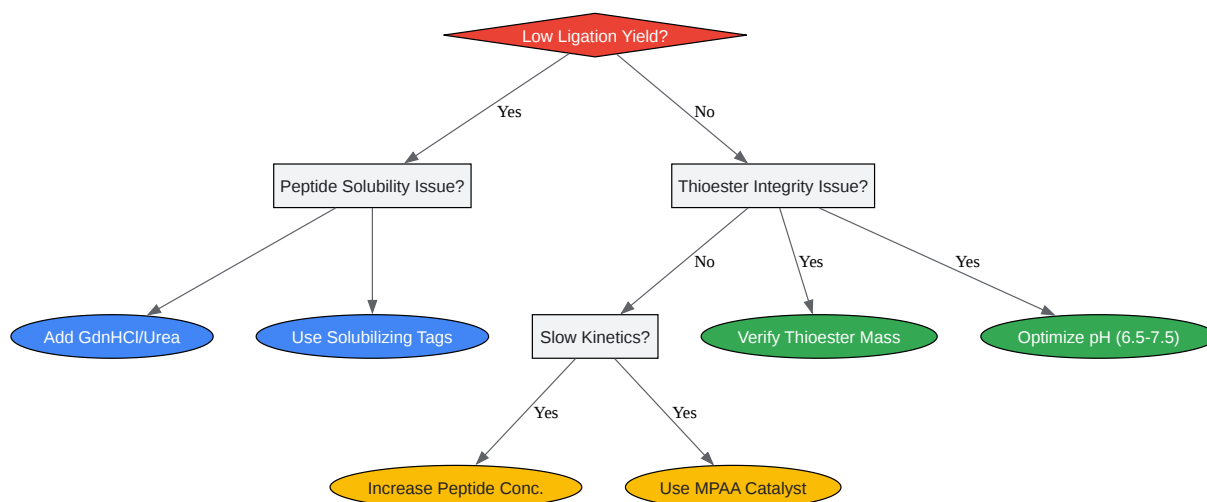 Low Ligation Yield?
Yes
No
Peptide Solubility Issue?
Thioester Integrity Issue?
No
Yes
Yes
Add GdnHCl/Urea
Use Solubilizing Tags
Slow Kinetics?
Verify Thioester Mass
Optimize pH (6.5-7.5)
Yes
Yes
Increase Peptide Conc.
Use MPAA Catalyst